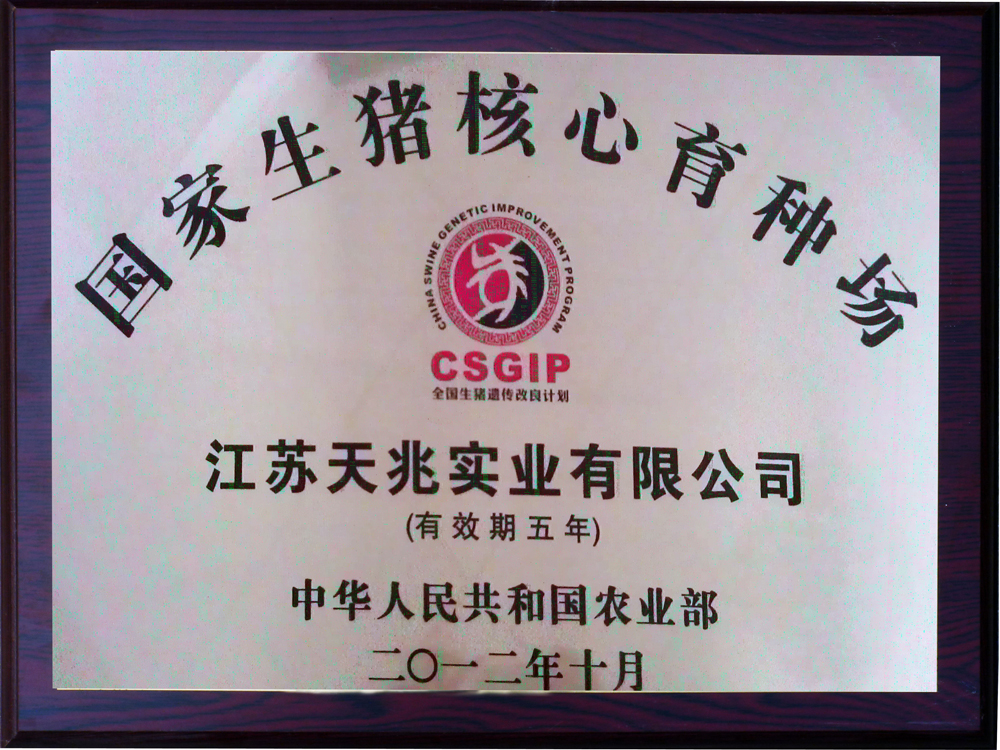 国家生猪核心育种场
CHINA SWINE GENETIC IMPROVEMENT PROGRAM
CSGIP
全国生猪遗传改良计划
江苏天兆实业有限公司
(有效期五年)
中华人民共和国农业部
二〇一二年十月